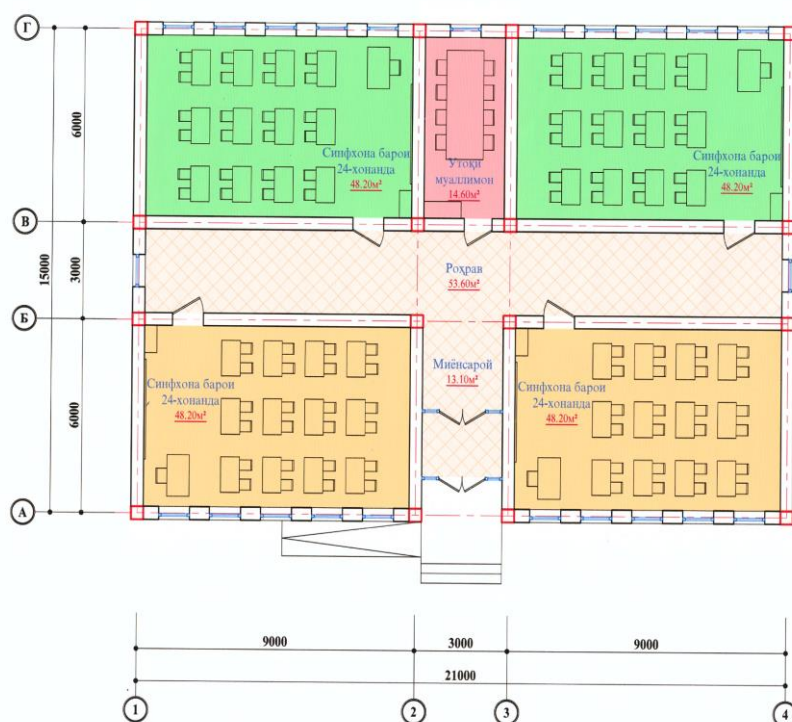 Г
В
Б
А
6000
3000
6000
15000
Синфхона барои
24-хонанда
48.20м²
Утоқи
муаллимон
14.60м²
Синфхона барои
24-хонанда
48.20м²
Роҳрав
53.60м²
Миёнсарой
13.10м²
Синфхона барои
24-хонанда
48.20м²
Синфхона барои
24-хонанда
48.20м²
9000
3000
9000
21000
1
2
3
4